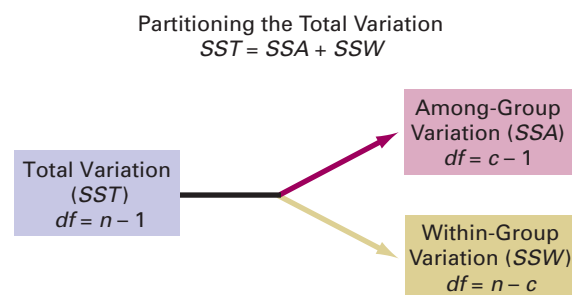 Partitioning the Total Variation
SST = SSA + SSW
Among-Group
Variation (SSA)
df = c – 1
Total Variation
(SST)
df = n – 1
Within-Group
Variation (SSW)
df = n – c